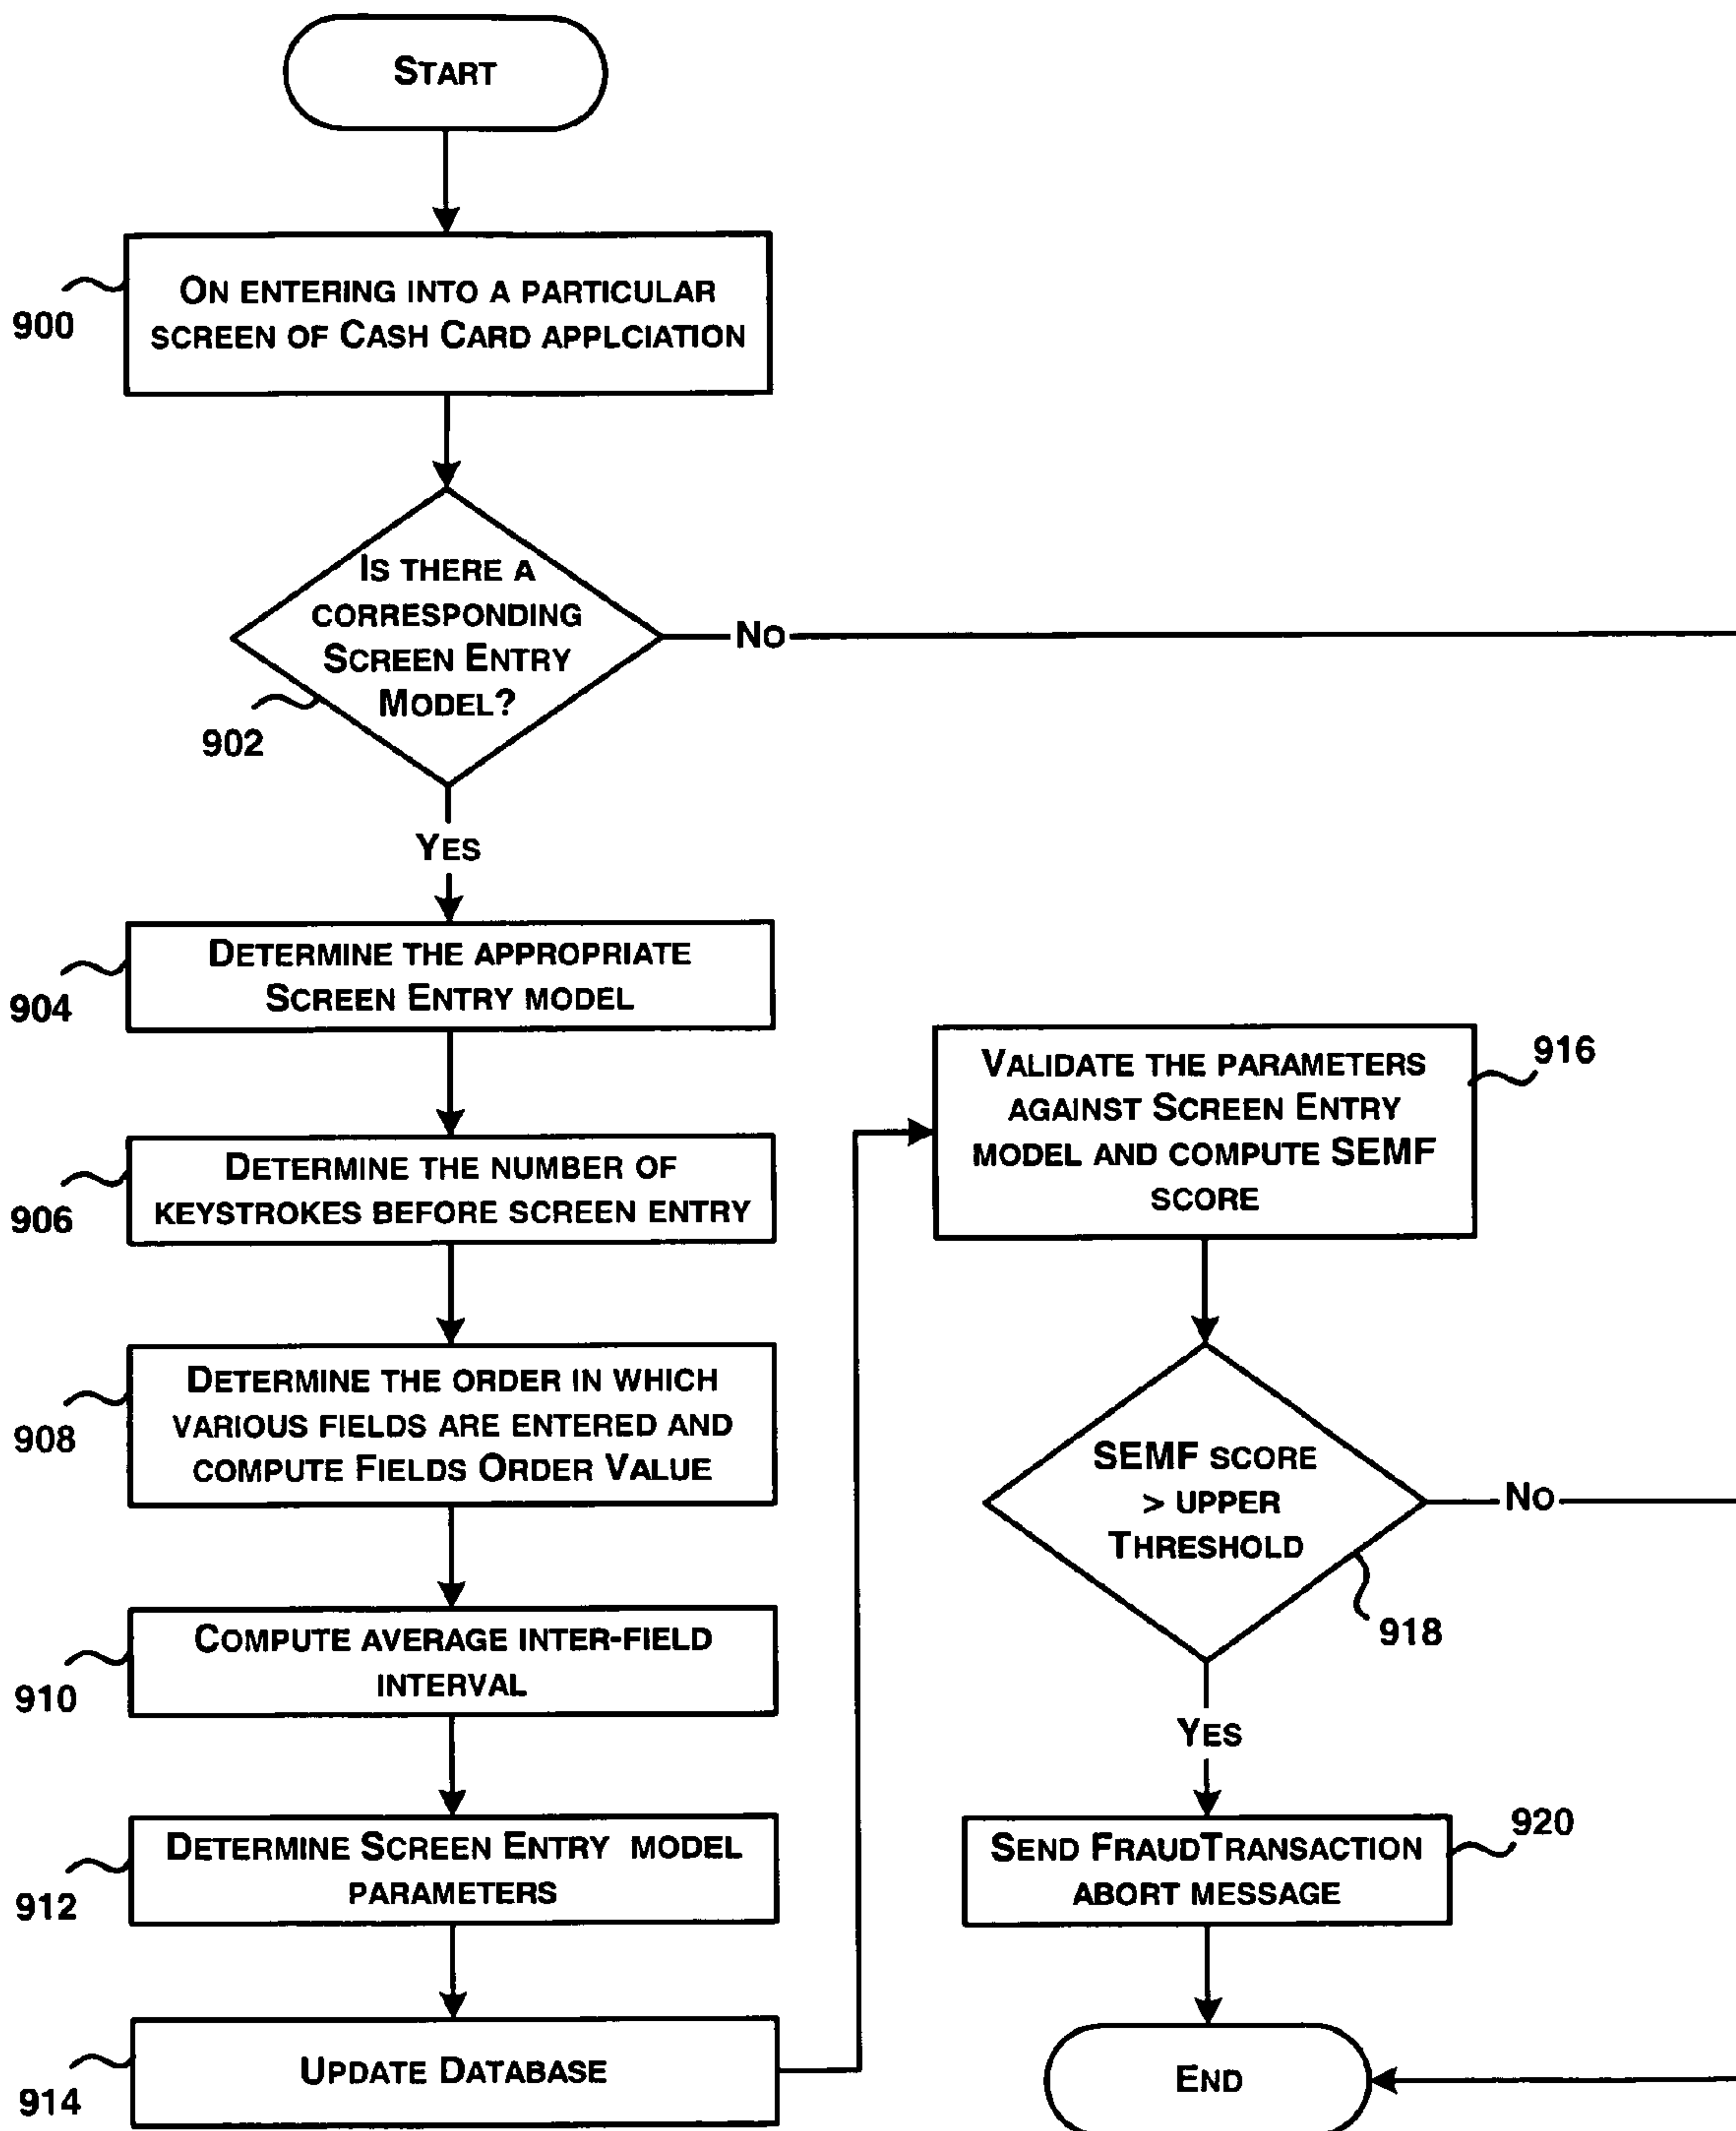 START
900
ON ENTERING INTO A PARTICULAR
SCREEN OF CASH CARD APPLCIATION
IS THERE A
CORRESPONDING
SCREEN ENTRY
MODEL?
902
NO
YES
904
DETERMINE THE APPROPRIATE
SCREEN ENTRY MODEL
906
DETERMINE THE NUMBER OF
KEYSTROKES BEFORE SCREEN ENTRY
908
DETERMINE THE ORDER IN WHICH
VARIOUS FIELDS ARE ENTERED AND
COMPUTE FIELDS ORDER VALUE
910
COMPUTE AVERAGE INTER-FIELD
INTERVAL
912
DETERMINE SCREEN ENTRY MODEL
PARAMETERS
914
UPDATE DATABASE
916
VALIDATE THE PARAMETERS
AGAINST SCREEN ENTRY
MODEL AND COMPUTE SEMF
SCORE
SEMF SCORE
> UPPER
THRESHOLD
918
NO
YES
920
SEND FRAUDTRANSACTION
ABORT MESSAGE
END